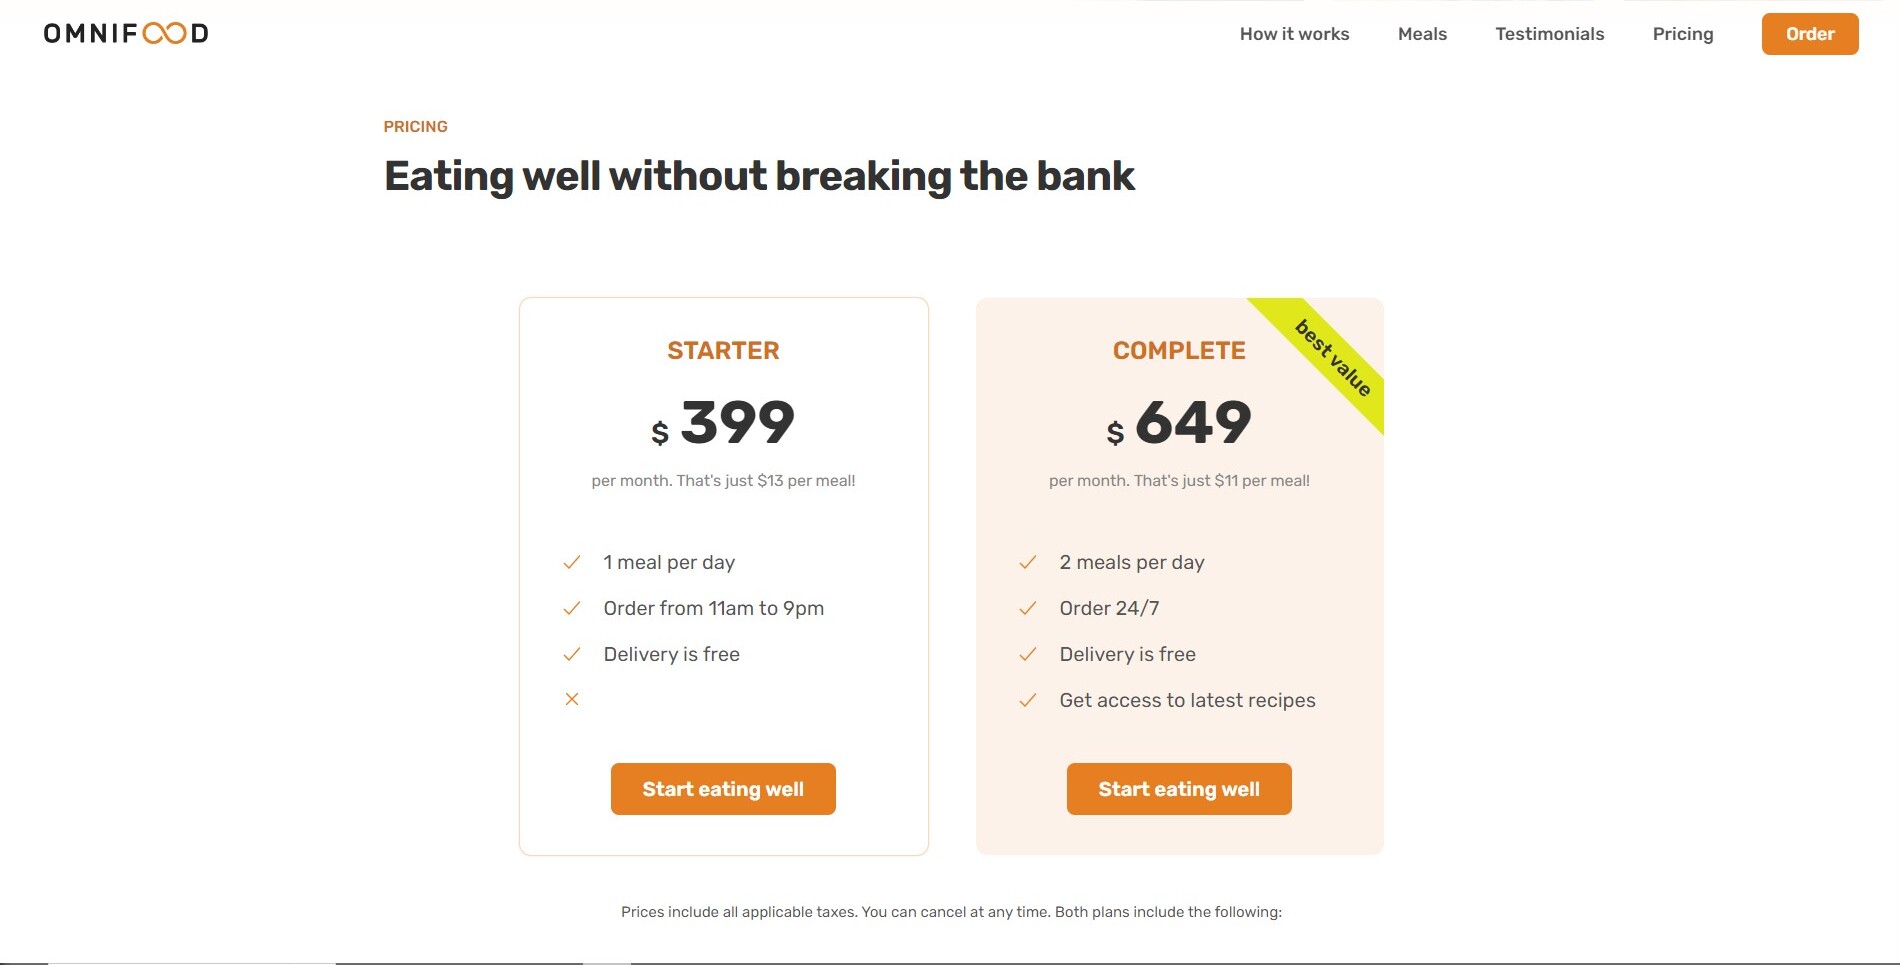 OMNIFOOD
How it works
Meals
Testimonials
Pricing
Order
PRICING
Eating well without breaking the bank
STARTER
$ 399
per month. That's just $13 per meal!
1 meal per day
Order from 11am to 9pm
Delivery is free
Start eating well
best value
COMPLETE
$ 649
per month. That's just $11 per meal!
2 meals per day
Order 24/7
Delivery is free
Get access to latest recipes
Start eating well
Prices include all applicable taxes. You can cancel at any time. Both plans include the following: